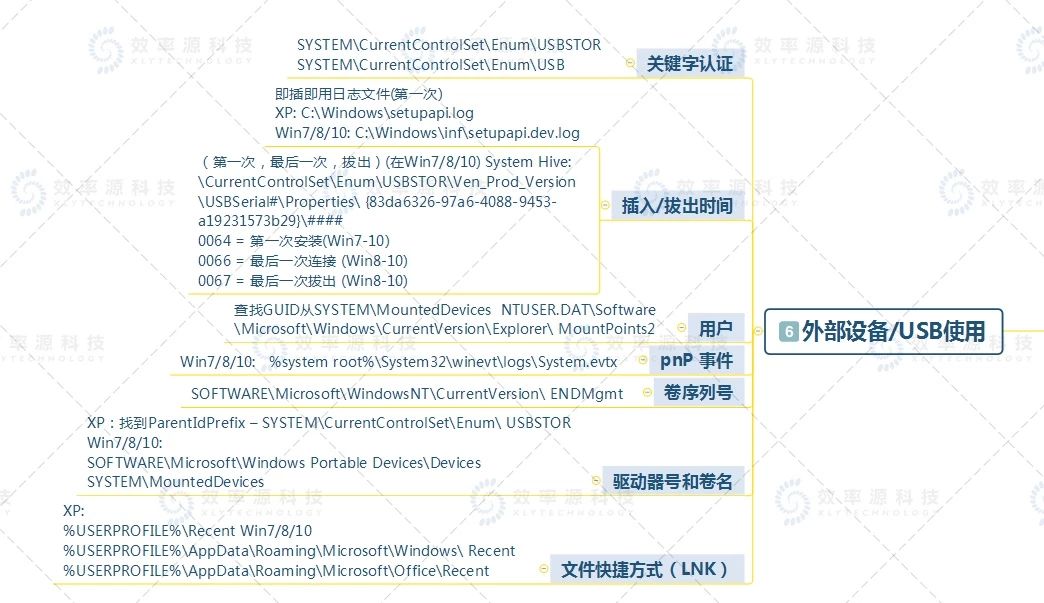 SYSTEM\CurrentControlSet\Enum\USBSTOR
SYSTEM\CurrentControlSet\Enum\USB
关键字认证
即插即用日志文件(第一次)
XP: C:\Windows\setupapi.log
Win7/8/10: C:\Windows\inf\setupapi.dev.log
（第一次，最后一次，拔出）(在Win7/8/10) System Hive:
\CurrentControlSet\Enum\USBSTOR\Ven_Prod_Version
\USBSerial#\Properties\ {83da6326-97a6-4088-9453-
a19231573b29}\####
0064 = 第一次安装(Win7-10)
0066 = 最后一次连接 (Win8-10)
0067 = 最后一次拔出 (Win8-10)
插入/拔出时间
查找GUID从SYSTEM\MountedDevices NTUSER.DAT\Software
\Microsoft\Windows\CurrentVersion\Explorer\ MountPoints2
用户
Win7/8/10: %system root%\System32\winevt\logs\System.evtx
pnP 事件
SOFTWARE\Microsoft\WindowsNT\CurrentVersion\ ENDMgmt
卷序列号
XP：找到ParentIdPrefix – SYSTEM\CurrentControlSet\Enum\ USBSTOR
Win7/8/10:
SOFTWARE\Microsoft\Windows Portable Devices\Devices
SYSTEM\MountedDevices
驱动器号和卷名
XP:
%USERPROFILE%\Recent Win7/8/10
%USERPROFILE%\AppData\Roaming\Microsoft\Windows\ Recent
%USERPROFILE%\AppData\Roaming\Microsoft\Office\Recent
文件快捷方式（LNK）
6 外部设备/USB使用
效率源科技
XLYTECHNOLOGY